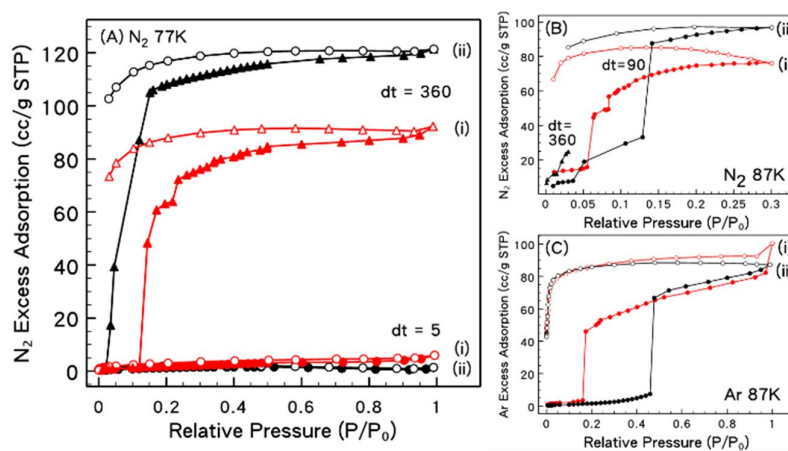 (A) N₂ 77K
(ii)
dt = 360
(i)
dt = 5
(i)
(ii)
N₂ Excess Adsorption (cc/g STP)
120
100
80
60
40
20
0
0 0.2 0.4 0.6 0.8 1
Relative Pressure (P/P₀)
(B)
(ii
(i
dt=90
dt=
360
N₂ 87K
N₂ Excess Adsorption (cc/g STP)
100
80
60
40
20
0
0 0.05 0.1 0.15 0.2 0.25 0.3
Relative Pressure (P/P₀)
(C)
(i
(ii
Ar 87K
Ar Excess Adsorption (cc/g STP)
100
80
60
40
20
0
0 0.2 0.4 0.6 0.8 1
Relative Pressure (P/P₀)